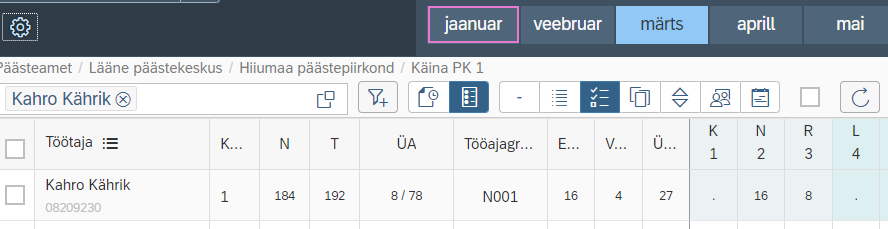 jaanuar veebruar märts aprill mai
Päästeamet / Lääne päästekeskus / Hiiumaa päästepiirkond / Käina PK 1
Kahro Kährik
-
Töötaja K... N T ÜA Tööajagr... E... V... Ü... K N R L
1 2 3 4
Kahro Kährik 1 184 192 8 / 78 N001 16 4 27 . 16 8 .
08209230